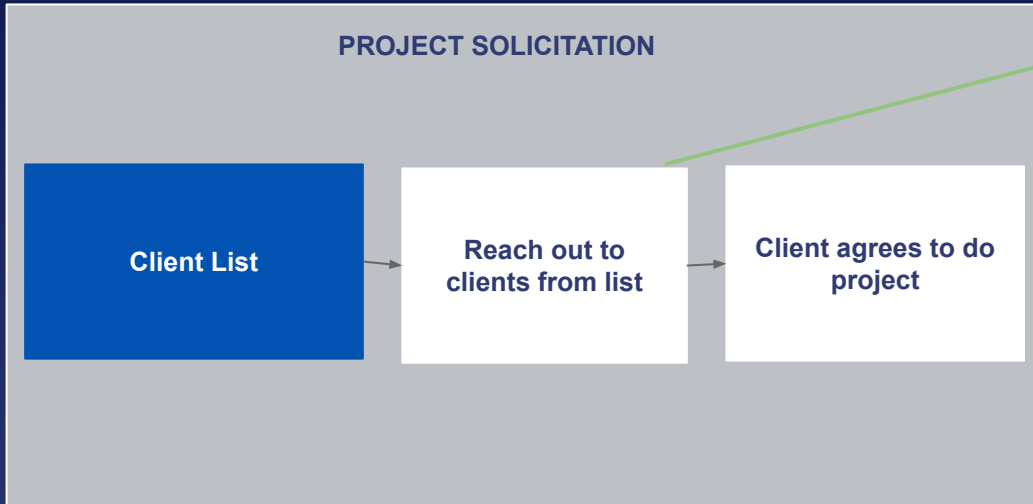 PROJECT SOLICITATION
Client List
Reach out to
clients from list
Client agrees to do
project